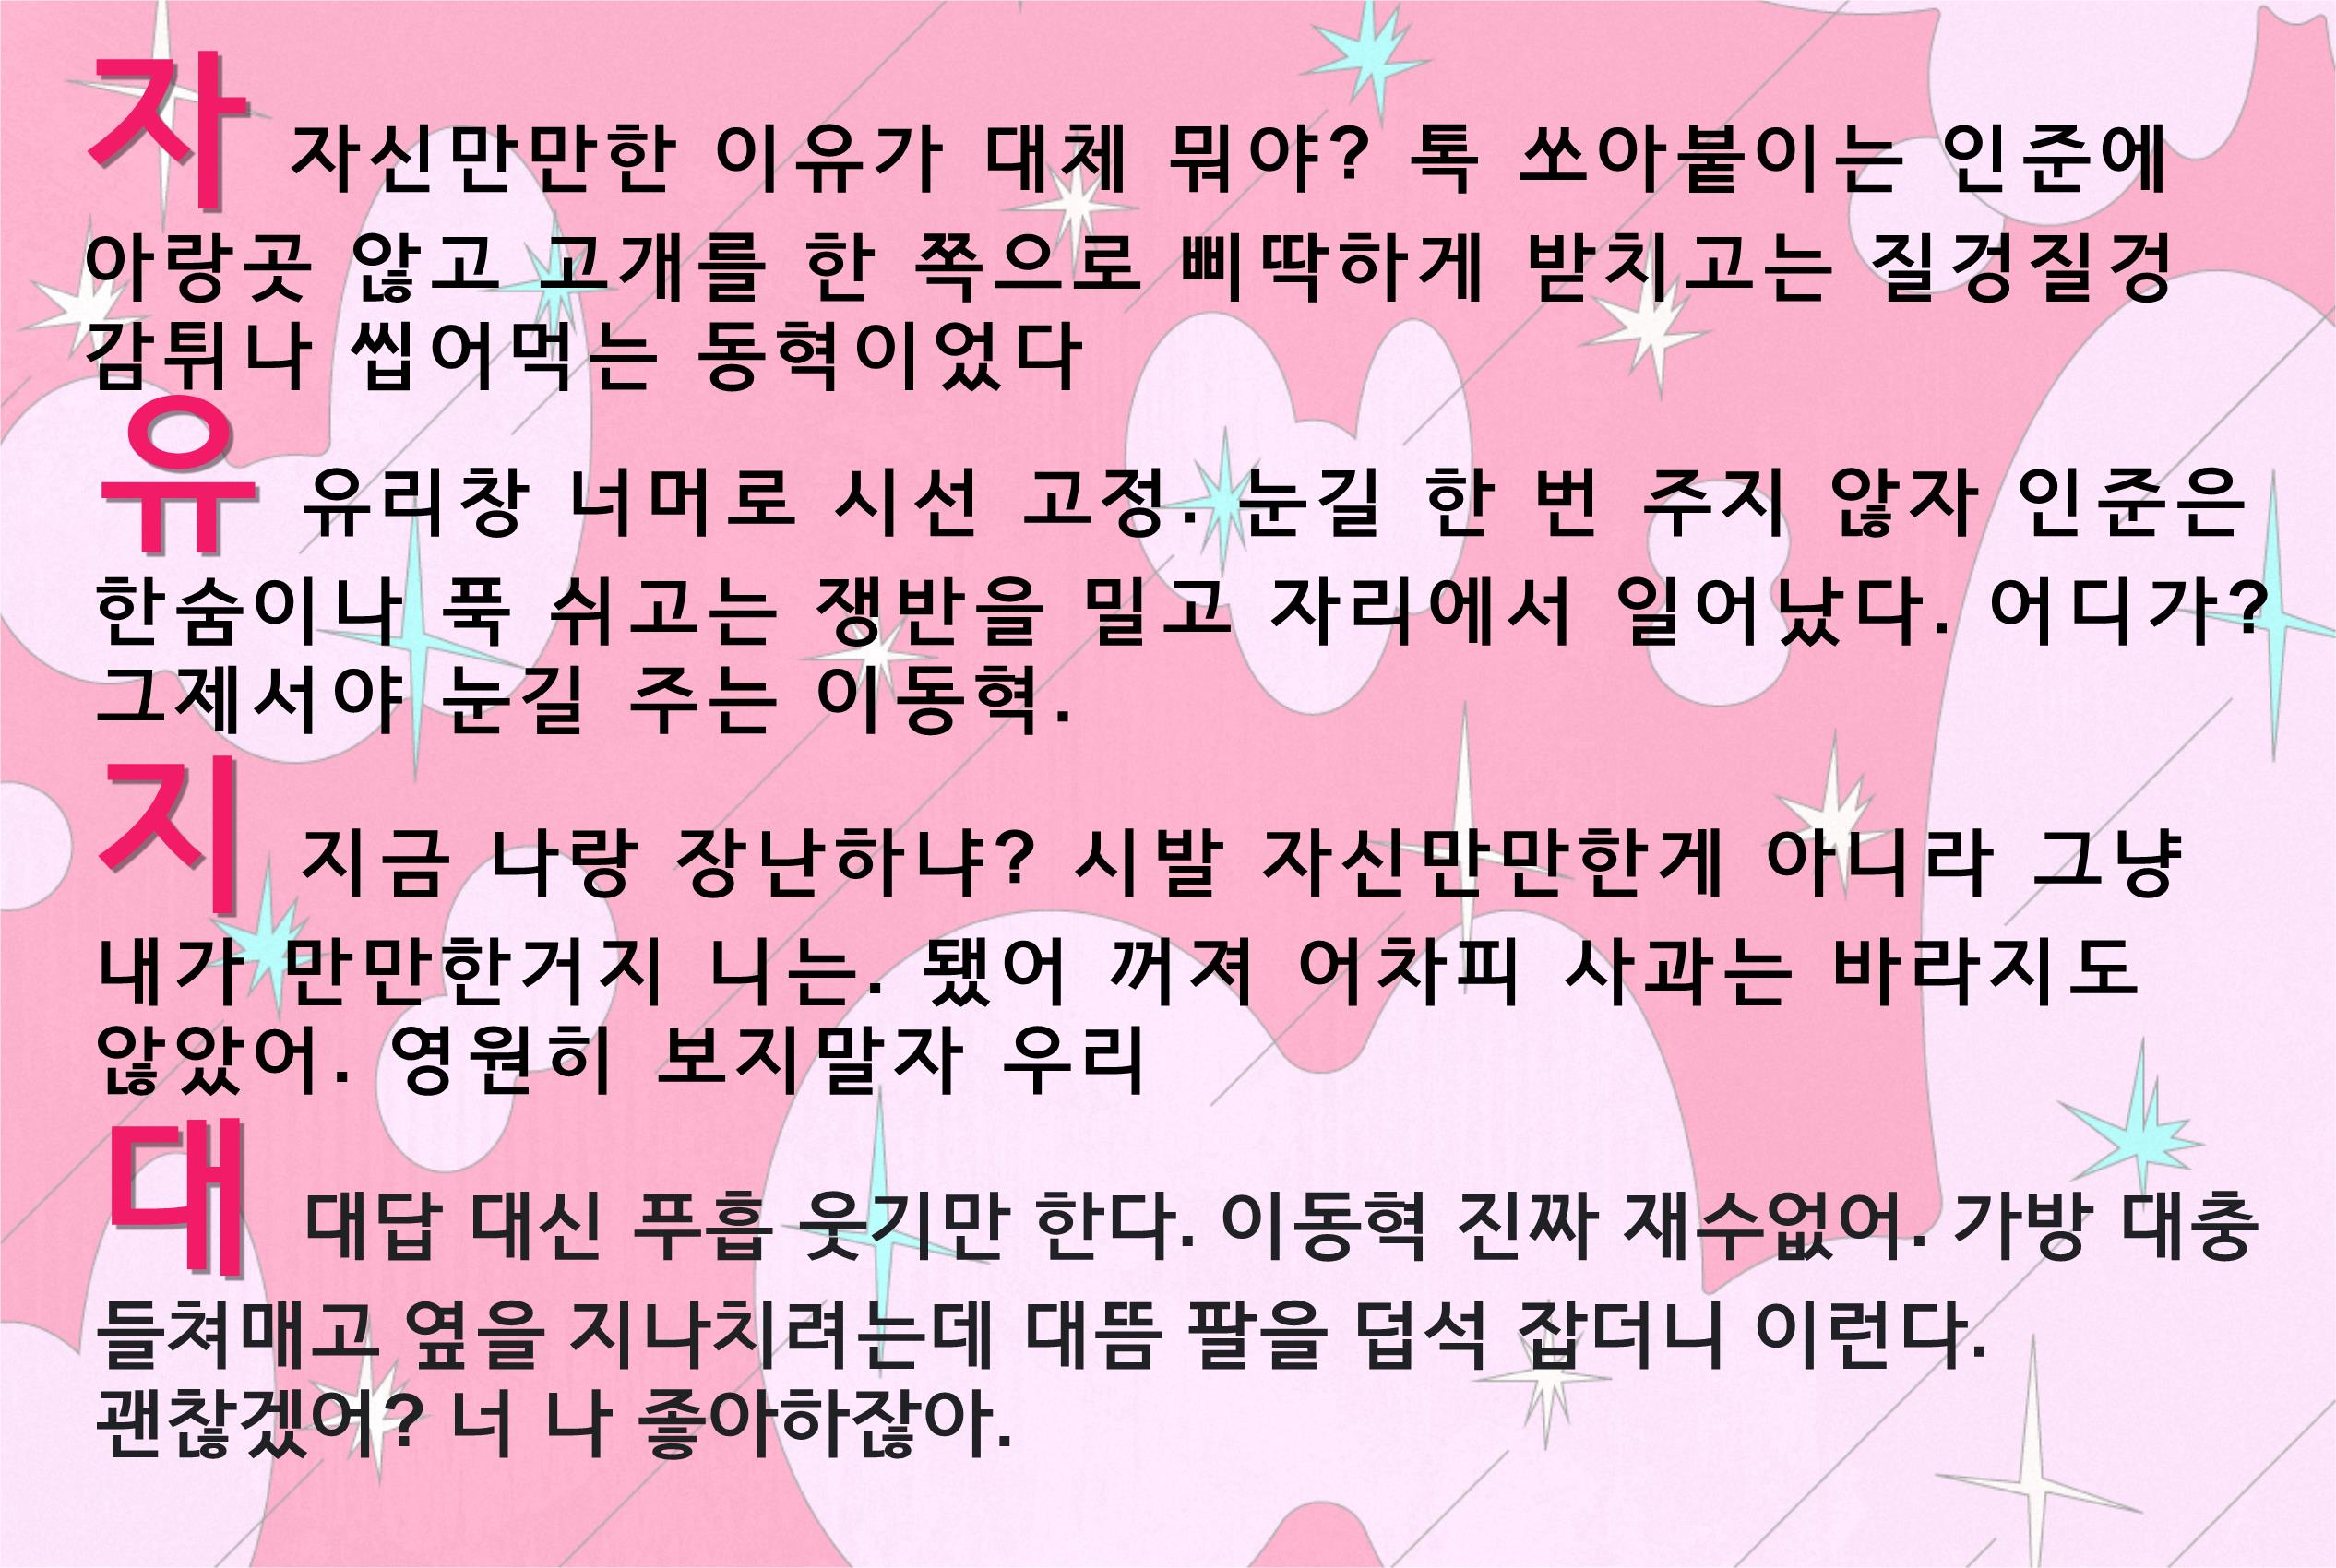 자 자신만만한 이유가 대체 뭐야? 톡 쏘아붙이는 인준에
아랑곳 않고 고개를 한 쪽으로 삐딱하게 받치고는 질겅질겅
감튀나 씹어먹는 동혁이었다
유 유리창 너머로 시선 고정. 눈길 한 번 주지 않자 인준은
한숨이나 푹 쉬고는 쟁반을 밀고 자리에서 일어났다. 어디가?
그제서야 눈길 주는 이동혁.
지 지금 나랑 장난하냐? 시발 자신만만한게 아니라 그냥
내가 만만한거지 니는. 됐어 꺼져 어차피 사과는 바라지도
않았어. 영원히 보지말자 우리
대 대답 대신 푸흡 웃기만 한다. 이동혁 진짜 재수없어. 가방 대충
들쳐매고 옆을 지나치려는데 대뜸 팔을 덥석 잡더니 이런다.
괜찮겠어? 너 나 좋아하잖아.